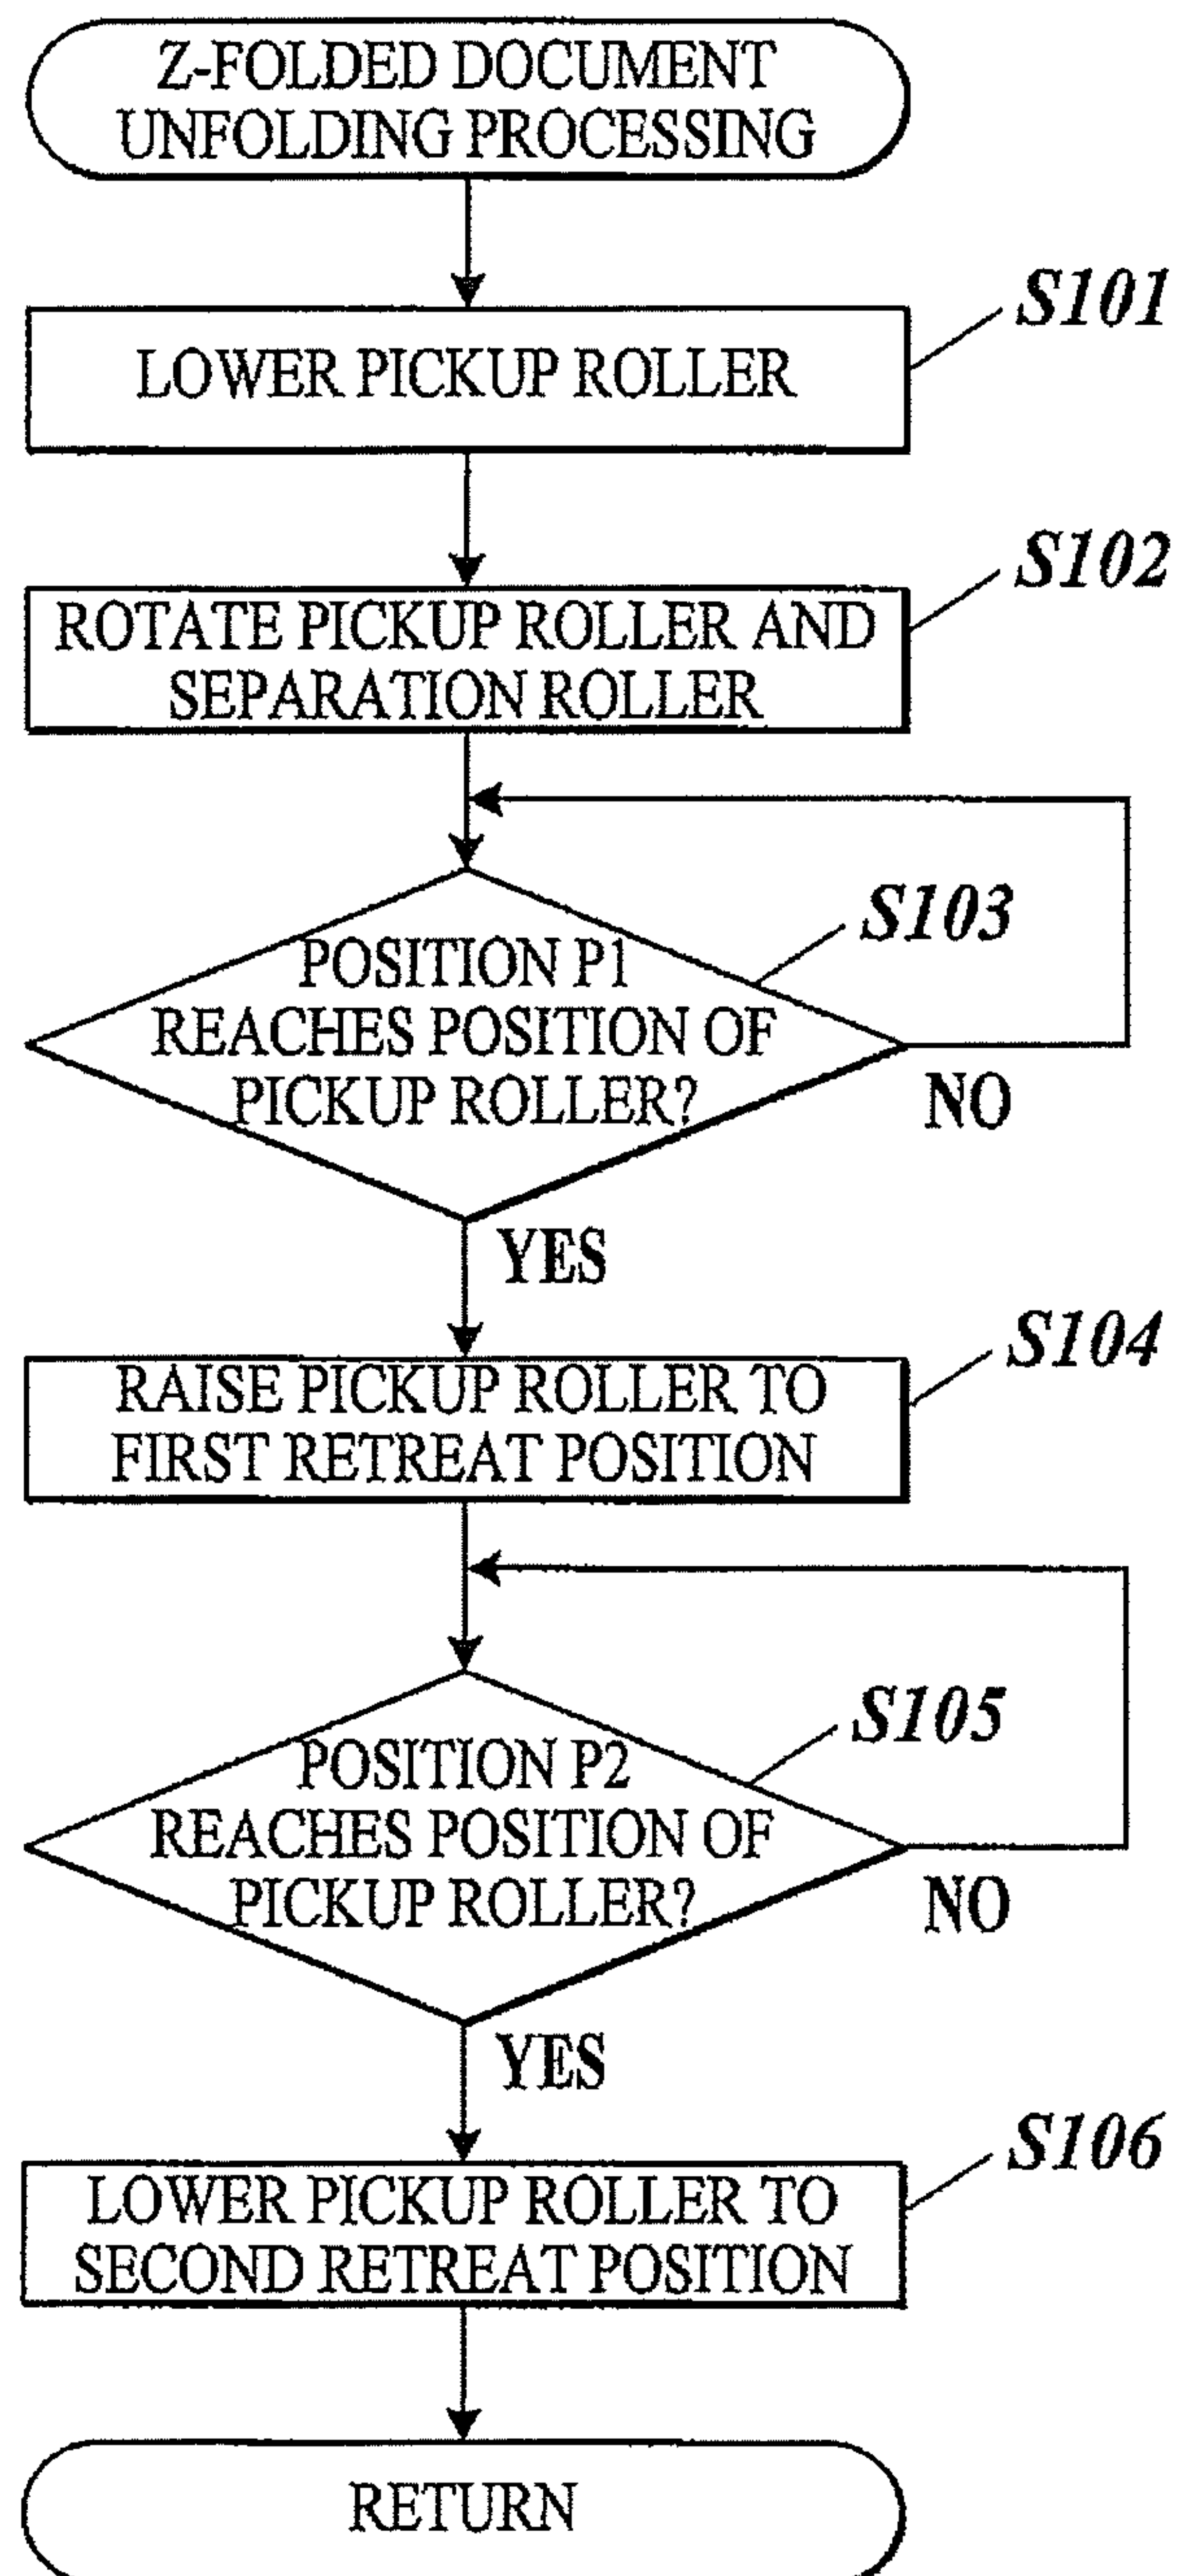 Z-FOLDED DOCUMENT
UNFOLDING PROCESSING
S101
LOWER PICKUP ROLLER
S102
ROTATE PICKUP ROLLER AND
SEPARATION ROLLER
S103
POSITION P1
REACHES POSITION OF
PICKUP ROLLER?
NO
YES
S104
RAISE PICKUP ROLLER TO
FIRST RETREAT POSITION
S105
POSITION P2
REACHES POSITION OF
PICKUP ROLLER?
NO
YES
S106
LOWER PICKUP ROLLER TO
SECOND RETREAT POSITION
RETURN